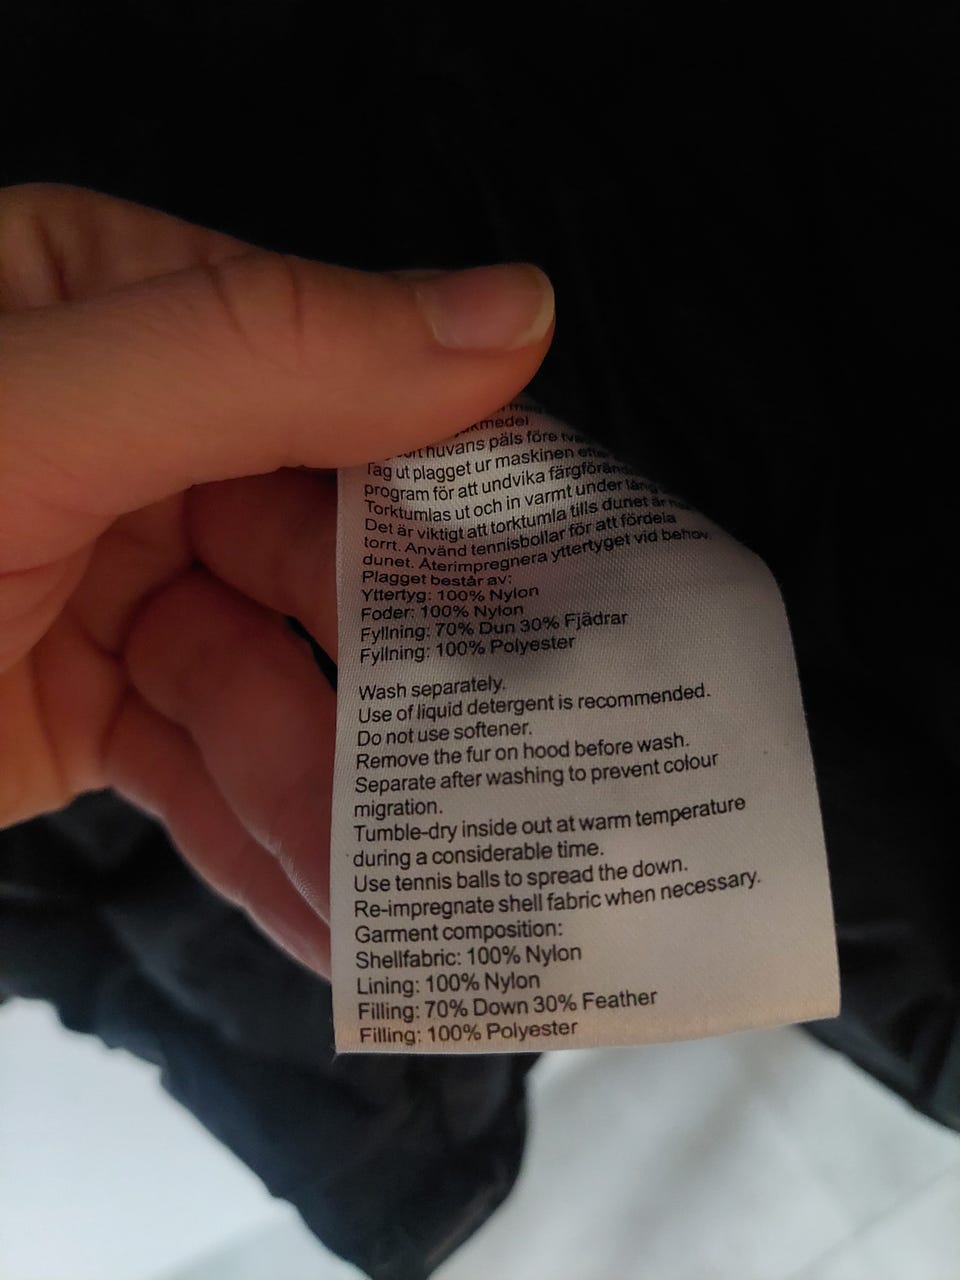 huvans päls före
Tag ut plagget ur maskinen
program för att undvika
Torktumlas ut och in varmt under
Det är viktigt att torktumla tills dunet är
torrt. Använd tennisbollar för att fördela
dunet. Återimpregnera yttertyget vid behov.
Plagget består av:
Yttertyg: 100% Nylon
Foder: 100% Nylon
Fyllning: 70% Dun 30% Fjädrar
Fyllning: 100% Polyester
Wash separately.
Use of liquid detergent is recommended.
Do not use softener.
Remove the fur on hood before wash.
Separate after washing to prevent colour
migration.
Tumble-dry inside out at warm temperature
during a considerable time.
Use tennis balls to spread the down.
Re-impregnate shell fabric when necessary.
Garment composition:
Shellfabric: 100% Nylon
Lining: 100% Nylon
Filling: 70% Down 30% Feather
Filling: 100% Polyester